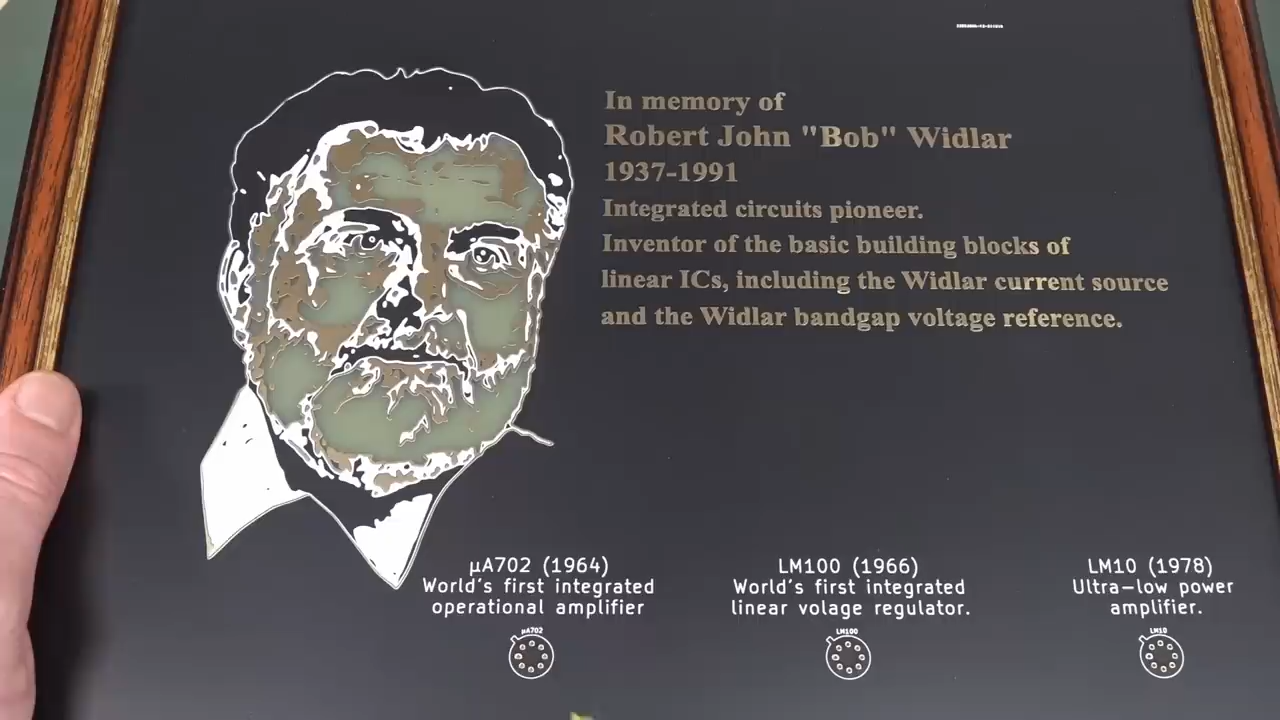 In memory of
Robert John "Bob" Widlar
1937-1991
Integrated circuits pioneer.
Inventor of the basic building blocks of
linear ICs, including the Widlar current source
and the Widlar bandgap voltage reference.
µA702 (1964)
World's first integrated
operational amplifier
µA702
LM100 (1966)
World's first integrated
linear volage regulator.
LM100
LM10 (1978)
Ultra-low power
amplifier.
LM10